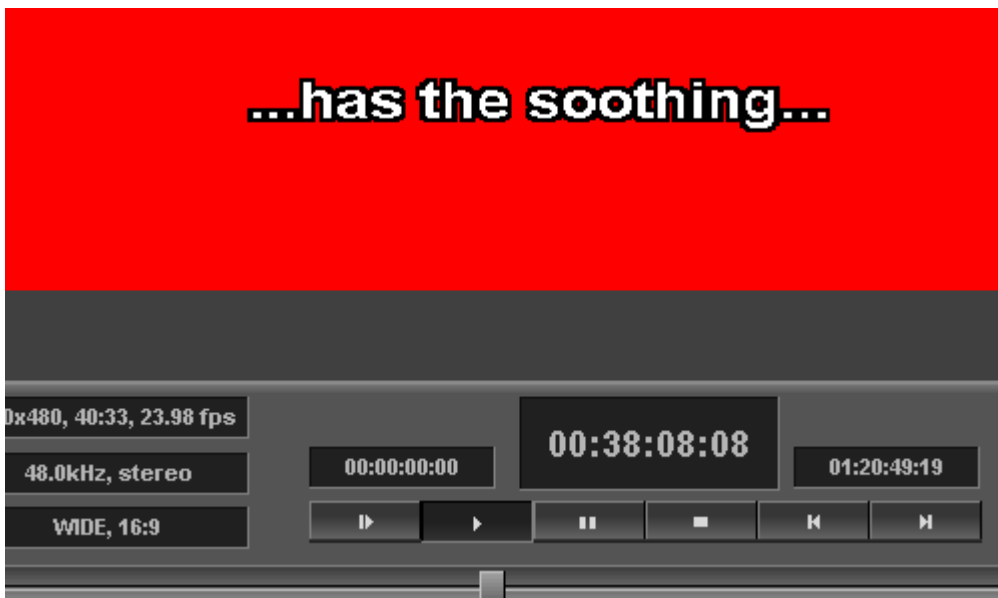 ...has the soothing...
x480, 40:33, 23.98 fps
00:38:08:08
48.0kHz, stereo
00:00:00:00
01:20:49:19
WIDE, 16:9